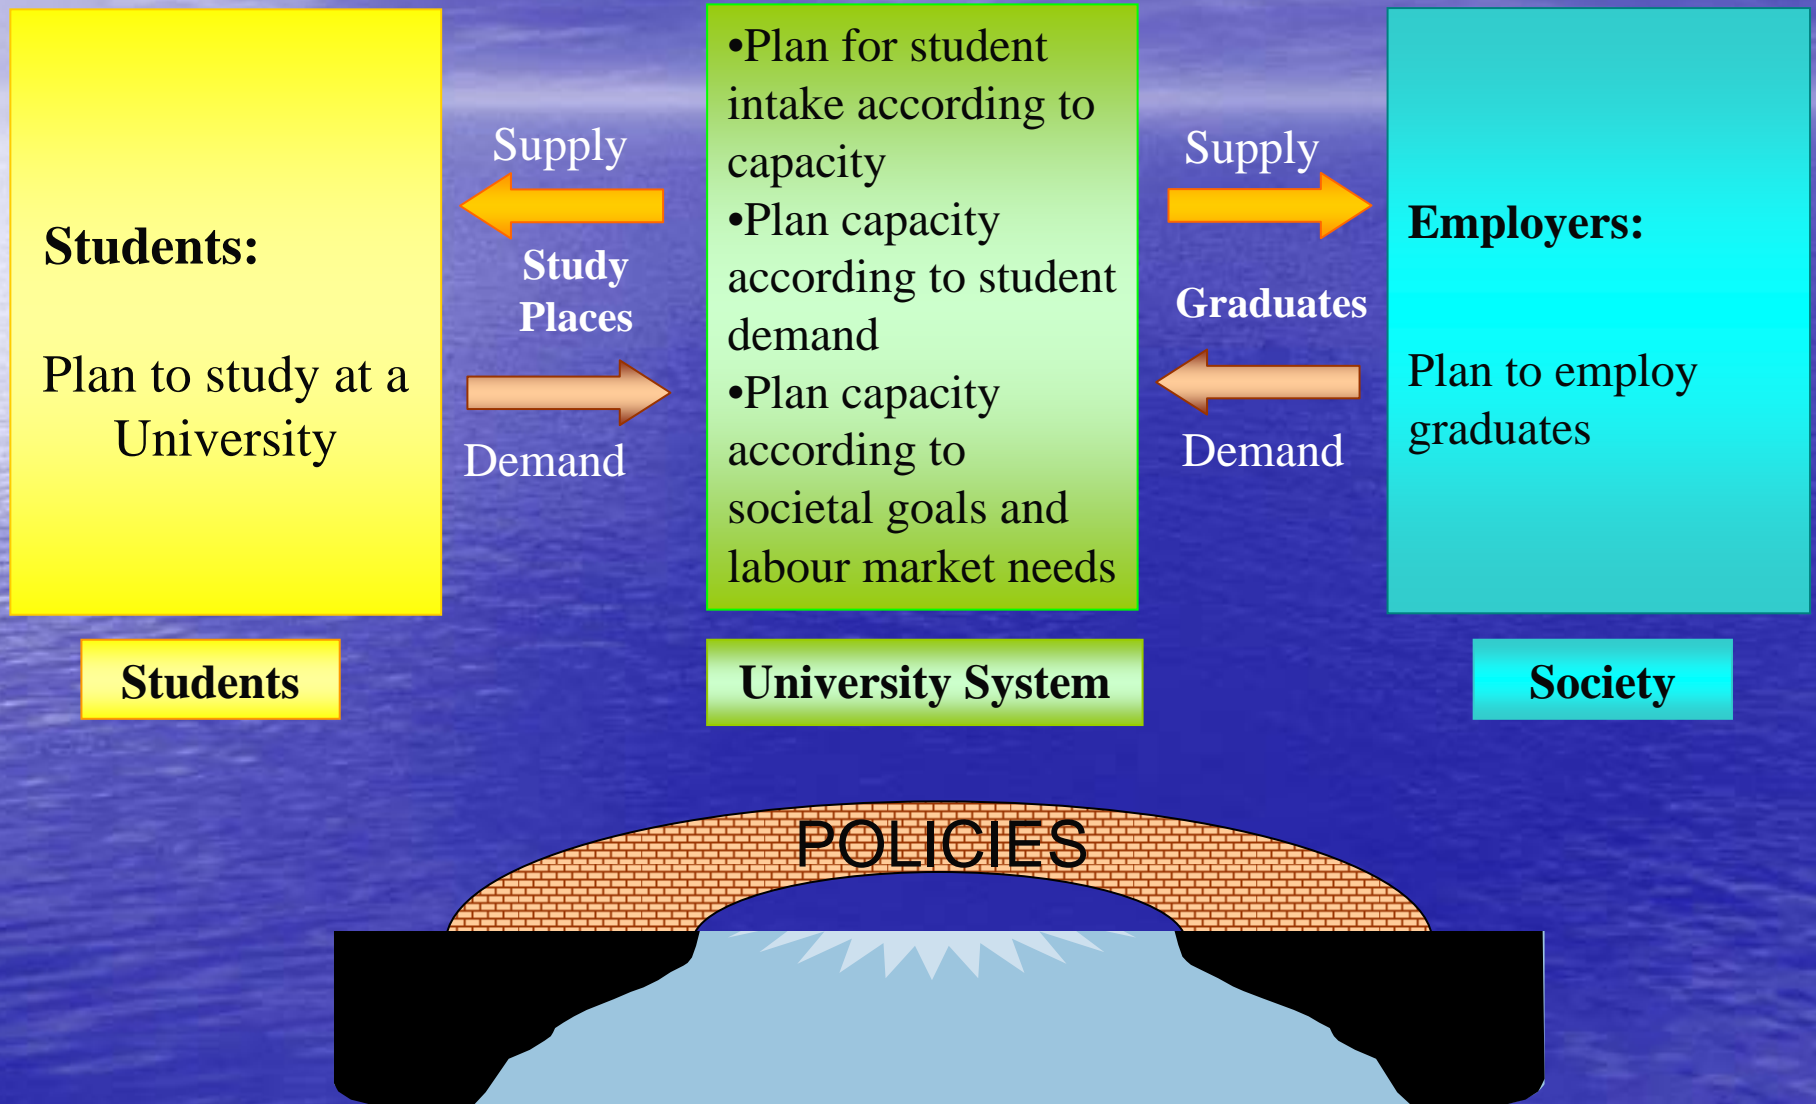 Students:
Plan to study at a
University
Supply
Study
Places
Demand
•Plan for student
intake according to
capacity
•Plan capacity
according to student
demand
•Plan capacity
according to
societal goals and
labour market needs
Supply
Graduates
Demand
Employers:
Plan to employ
graduates
Students
University System
Society
POLICIES